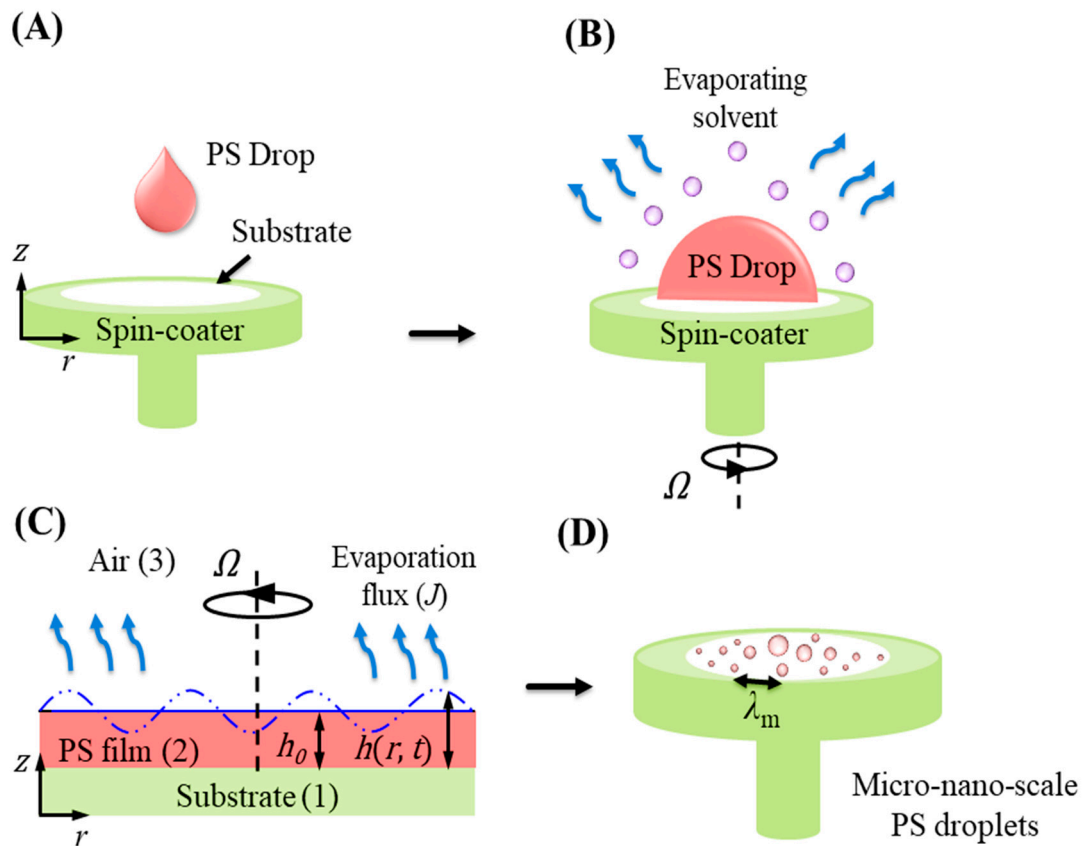 (A)
PS Drop
Substrate
z
Spin-coater
r
(B)
Evaporating
solvent
PS Drop
Spin-coater
Ω
(C)
Air (3)
Ω
Evaporation
flux (J)
PS film (2)
h₀
h(r, t)
z
Substrate (1)
r
(D)
λm
Micro-nano-scale
PS droplets